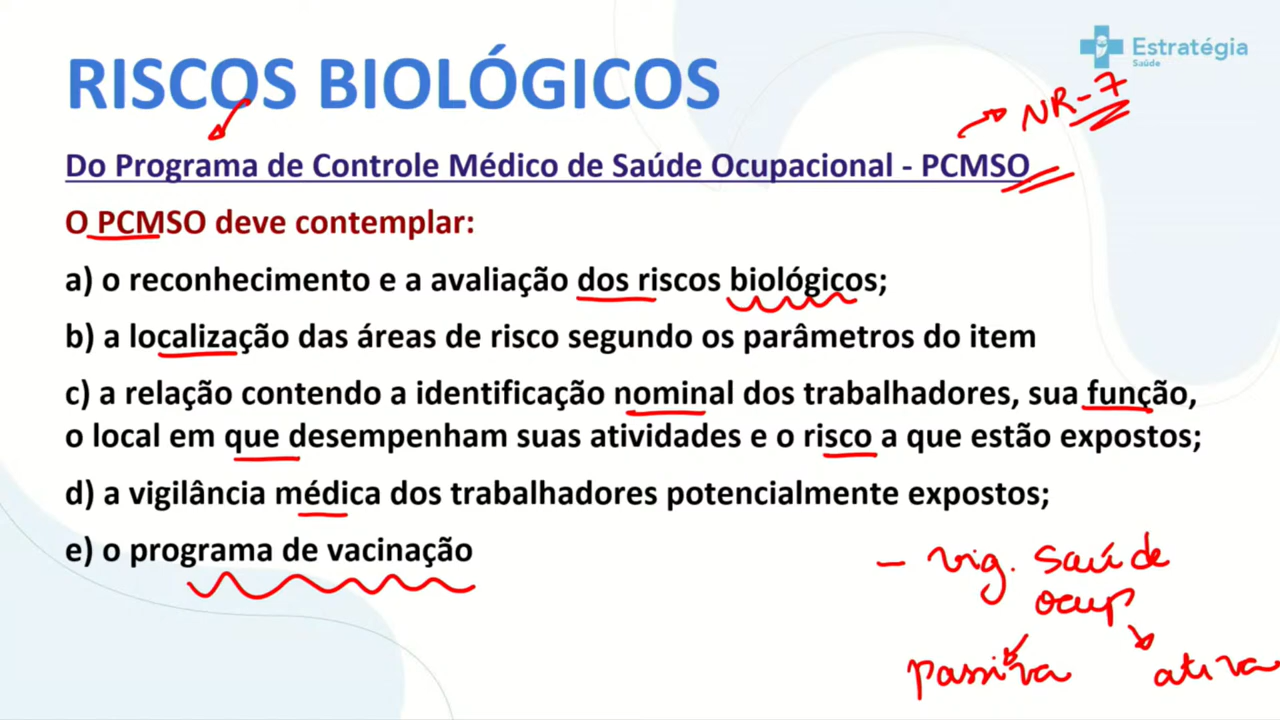 Estratégia
Saúde
RISCOS BIOLÓGICOS
NR-7
Do Programa de Controle Médico de Saúde Ocupacional - PCMSO
O PCMSO deve contemplar:
a) o reconhecimento e a avaliação dos riscos biológicos;
b) a localização das áreas de risco segundo os parâmetros do item
c) a relação contendo a identificação nominal dos trabalhadores, sua função,
o local em que desempenham suas atividades e o risco a que estão expostos;
d) a vigilância médica dos trabalhadores potencialmente expostos;
e) o programa de vacinação
- vig. Saúde
ocup
passiva ativa